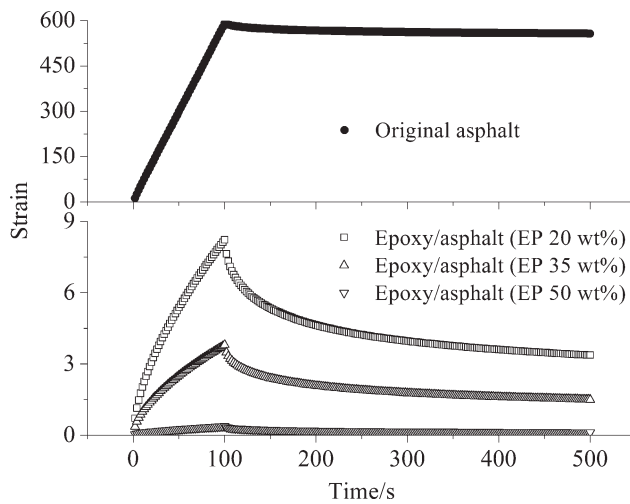 600
450
300
150
0
Original asphalt
Strain
9
6
3
0
Epoxy/asphalt (EP 20 wt%)
Epoxy/asphalt (EP 35 wt%)
Epoxy/asphalt (EP 50 wt%)
0 100 200 300 400 500
Time/s